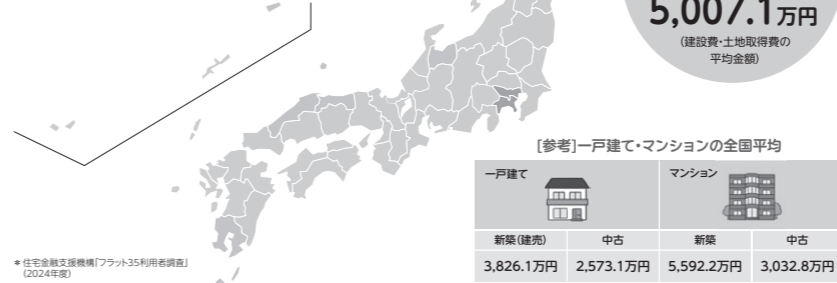 5,007.1万円
(建設費・土地取得費の
平均金額)
[参考]一戸建て・マンションの全国平均
一戸建て
マンション
新築(建売) 中古 新築 中古
3,826.1万円 2,573.1万円 5,592.2万円 3,032.8万円
*住宅金融支援機構「フラット35利用者調査」
(2024年度)